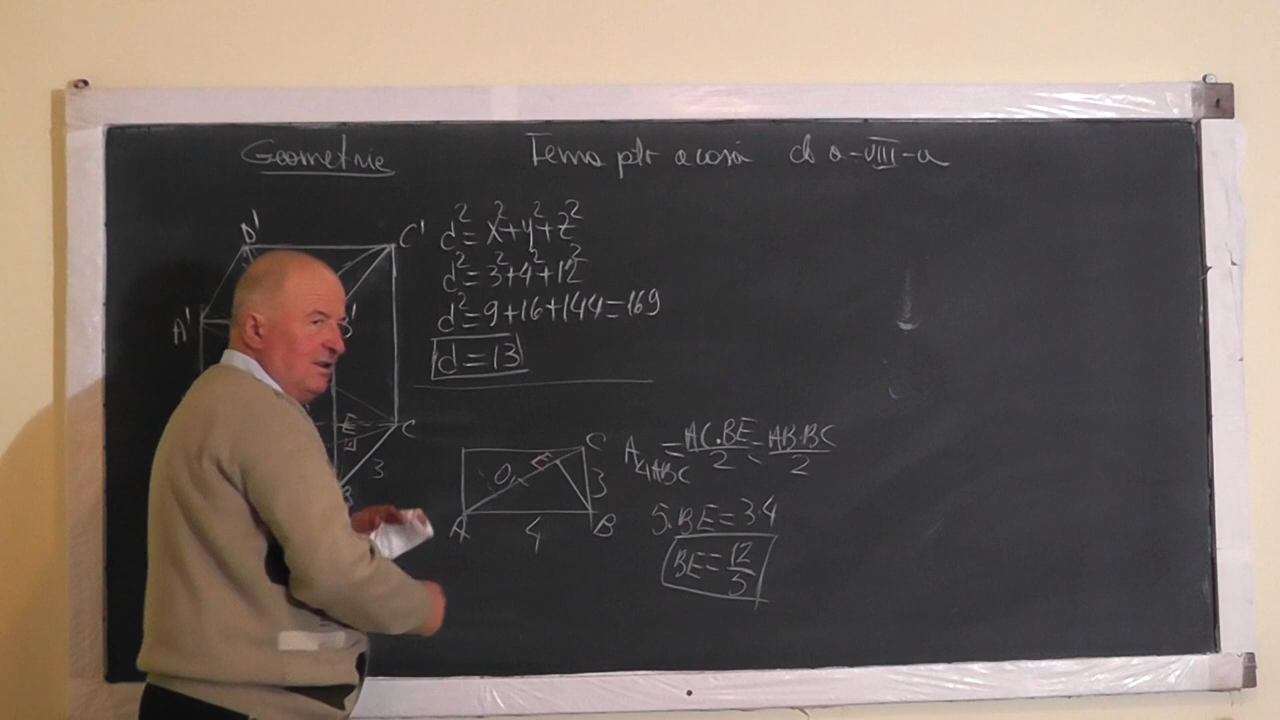 Geometrie
Tema ptr acasă cl a-VIII-a
D'
C'
A'
B'
E
C
3
B
d²=x²+y²+z²
d²=3²+4²+12²
d²=9+16+144=169
d=13
C
E
O
3
A
4
B
A△ABC=AC·BE/2=AB·BC/2
5·BE=3·4
BE=12/5